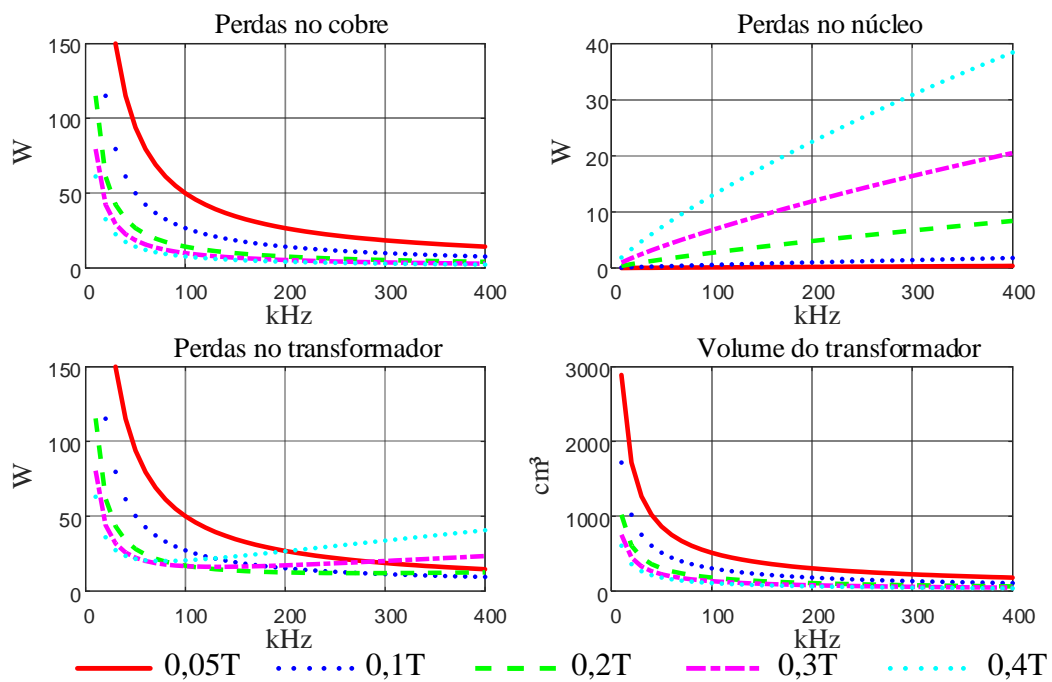 Perdas no cobre
150
100
50
0
W
0
100
200
300
400
kHz
Perdas no núcleo
40
30
20
10
0
W
0
100
200
300
400
kHz
Perdas no transformador
150
100
50
0
W
0
100
200
300
400
kHz
Volume do transformador
3000
2000
1000
0
cm³
0
100
200
300
400
kHz
0,05T
0,1T
0,2T
0,3T
0,4T